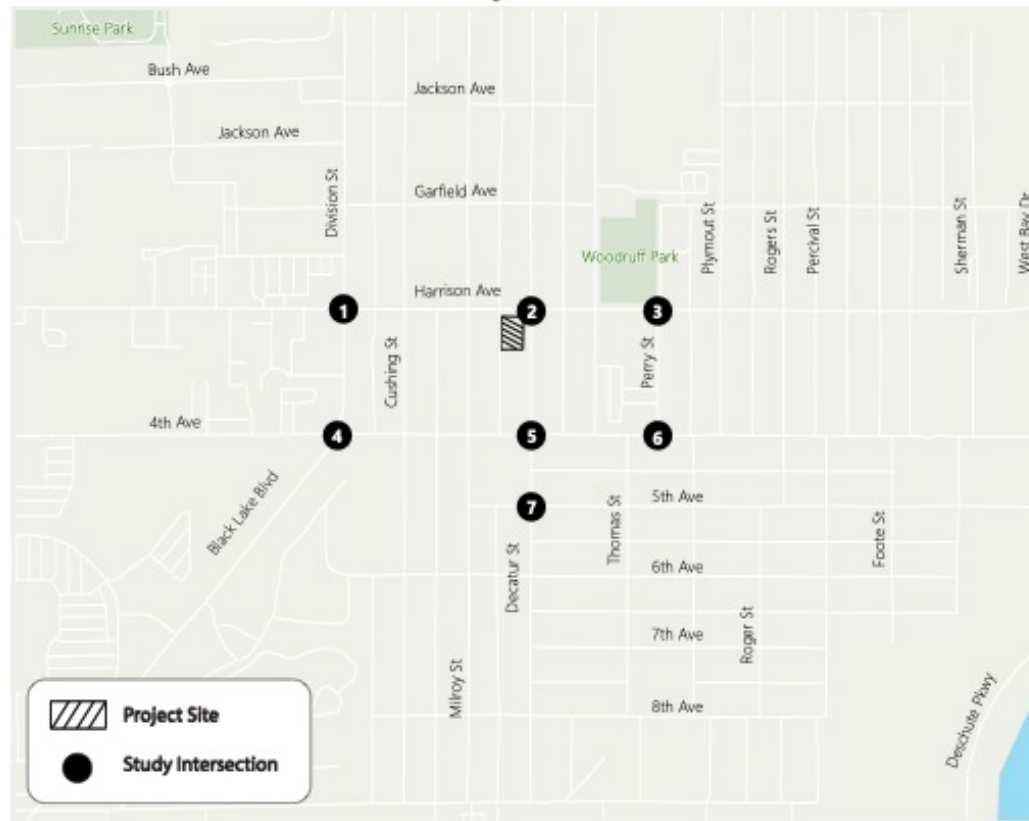 Sunrise Park
Bush Ave
Jackson Ave
Jackson Ave
Division St
Garfield Ave
Woodruff Park
Plymout St
Rogers St
Percival St
Sherman St
West Bay Dr
Harrison Ave
1
2
3
Cushing St
Perry St
4th Ave
4
5
6
Black Lake Blvd
7
5th Ave
Thomas St
Foote St
Decatur St
6th Ave
7th Ave
Roger St
Milroy St
8th Ave
Deschute Pkwy
Project Site
Study Intersection